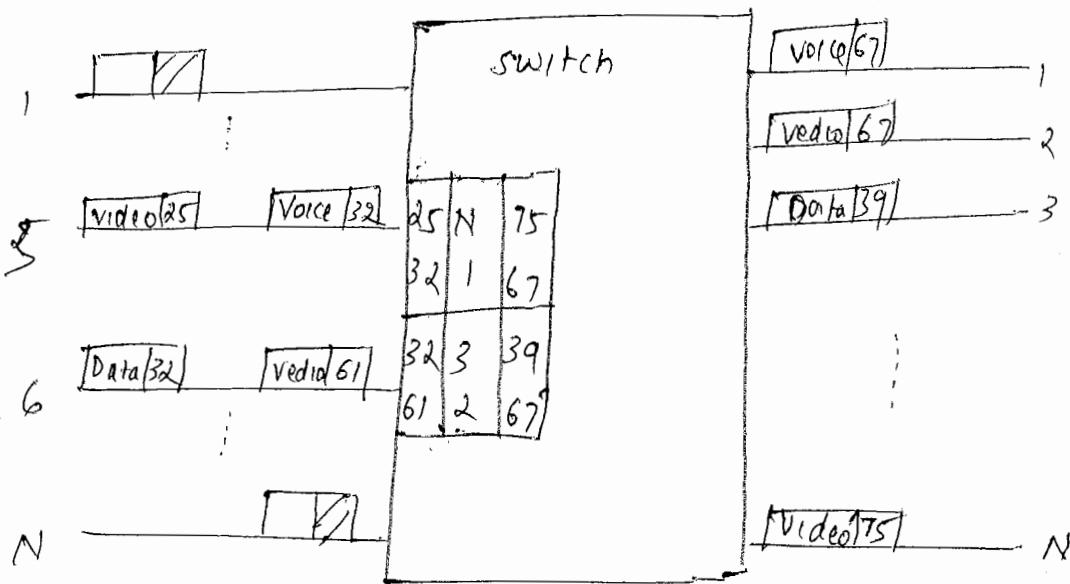 switch
voice 67
1
1
vedio 67
2
video 25
Voice 32
25 N 75
Data 39
3
5
32 1 67
Data 32
vedio 61
32 3 39
6
61 2 67
N
Video 75
N